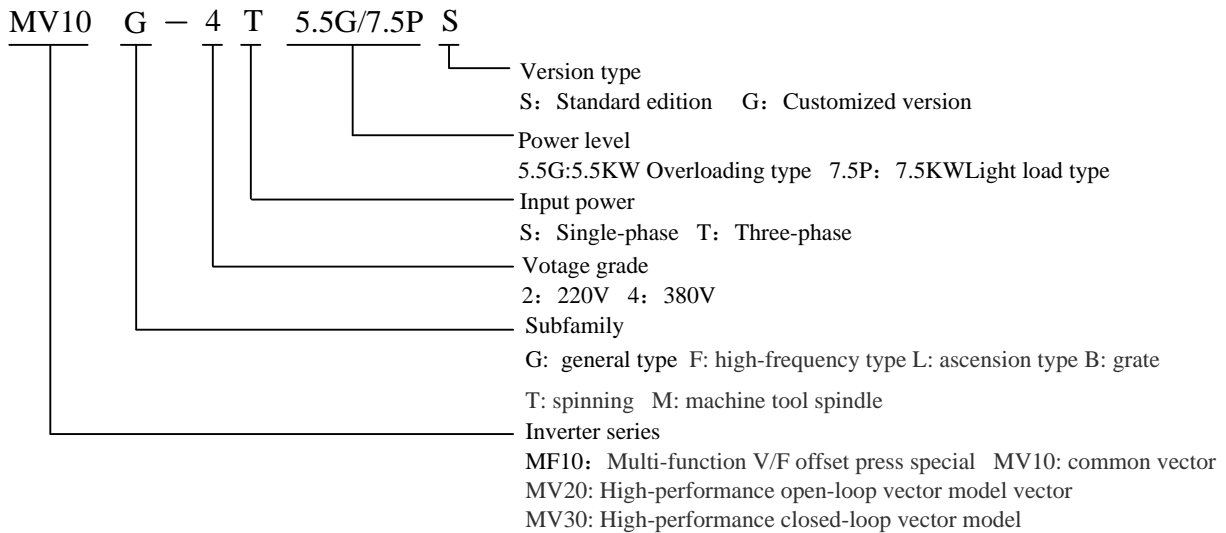 MV10 G － 4 T 5.5G/7.5P S
Version type
S：Standard edition G：Customized version
Power level
5.5G:5.5KW Overloading type 7.5P：7.5KWLight load type
Input power
S：Single-phase T：Three-phase
Votage grade
2：220V 4：380V
Subfamily
G: general type F: high-frequency type L: ascension type B: grate
T: spinning M: machine tool spindle
Inverter series
MF10：Multi-function V/F offset press special MV10: common vector
MV20: High-performance open-loop vector model vector
MV30: High-performance closed-loop vector model